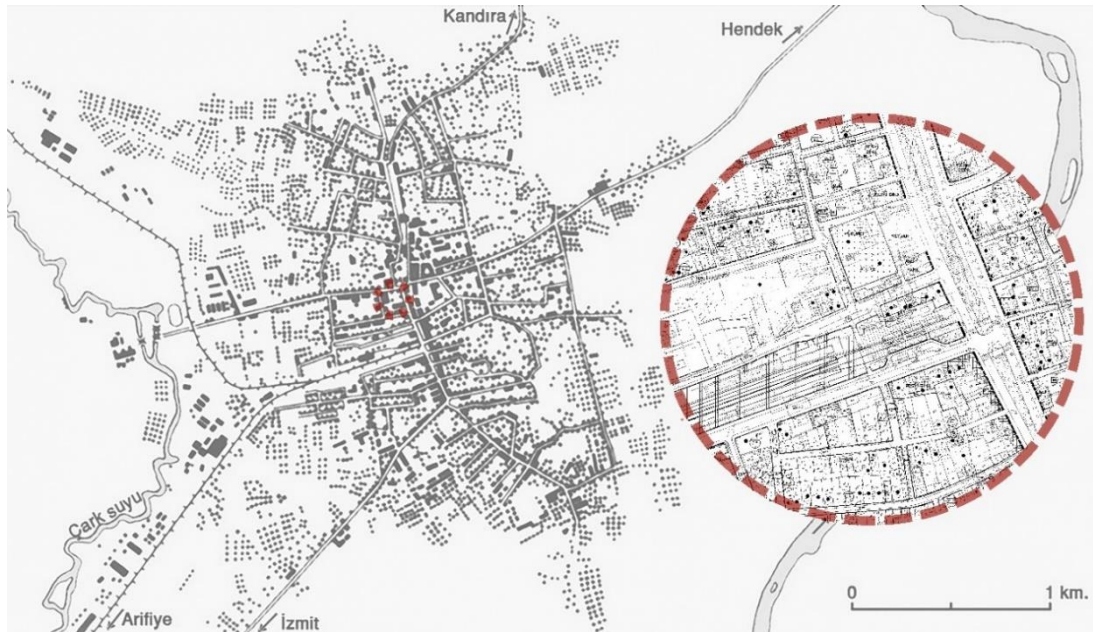 Kandıra
Hendek
Çark suyu
0 1 km.
Arifiye
İzmit